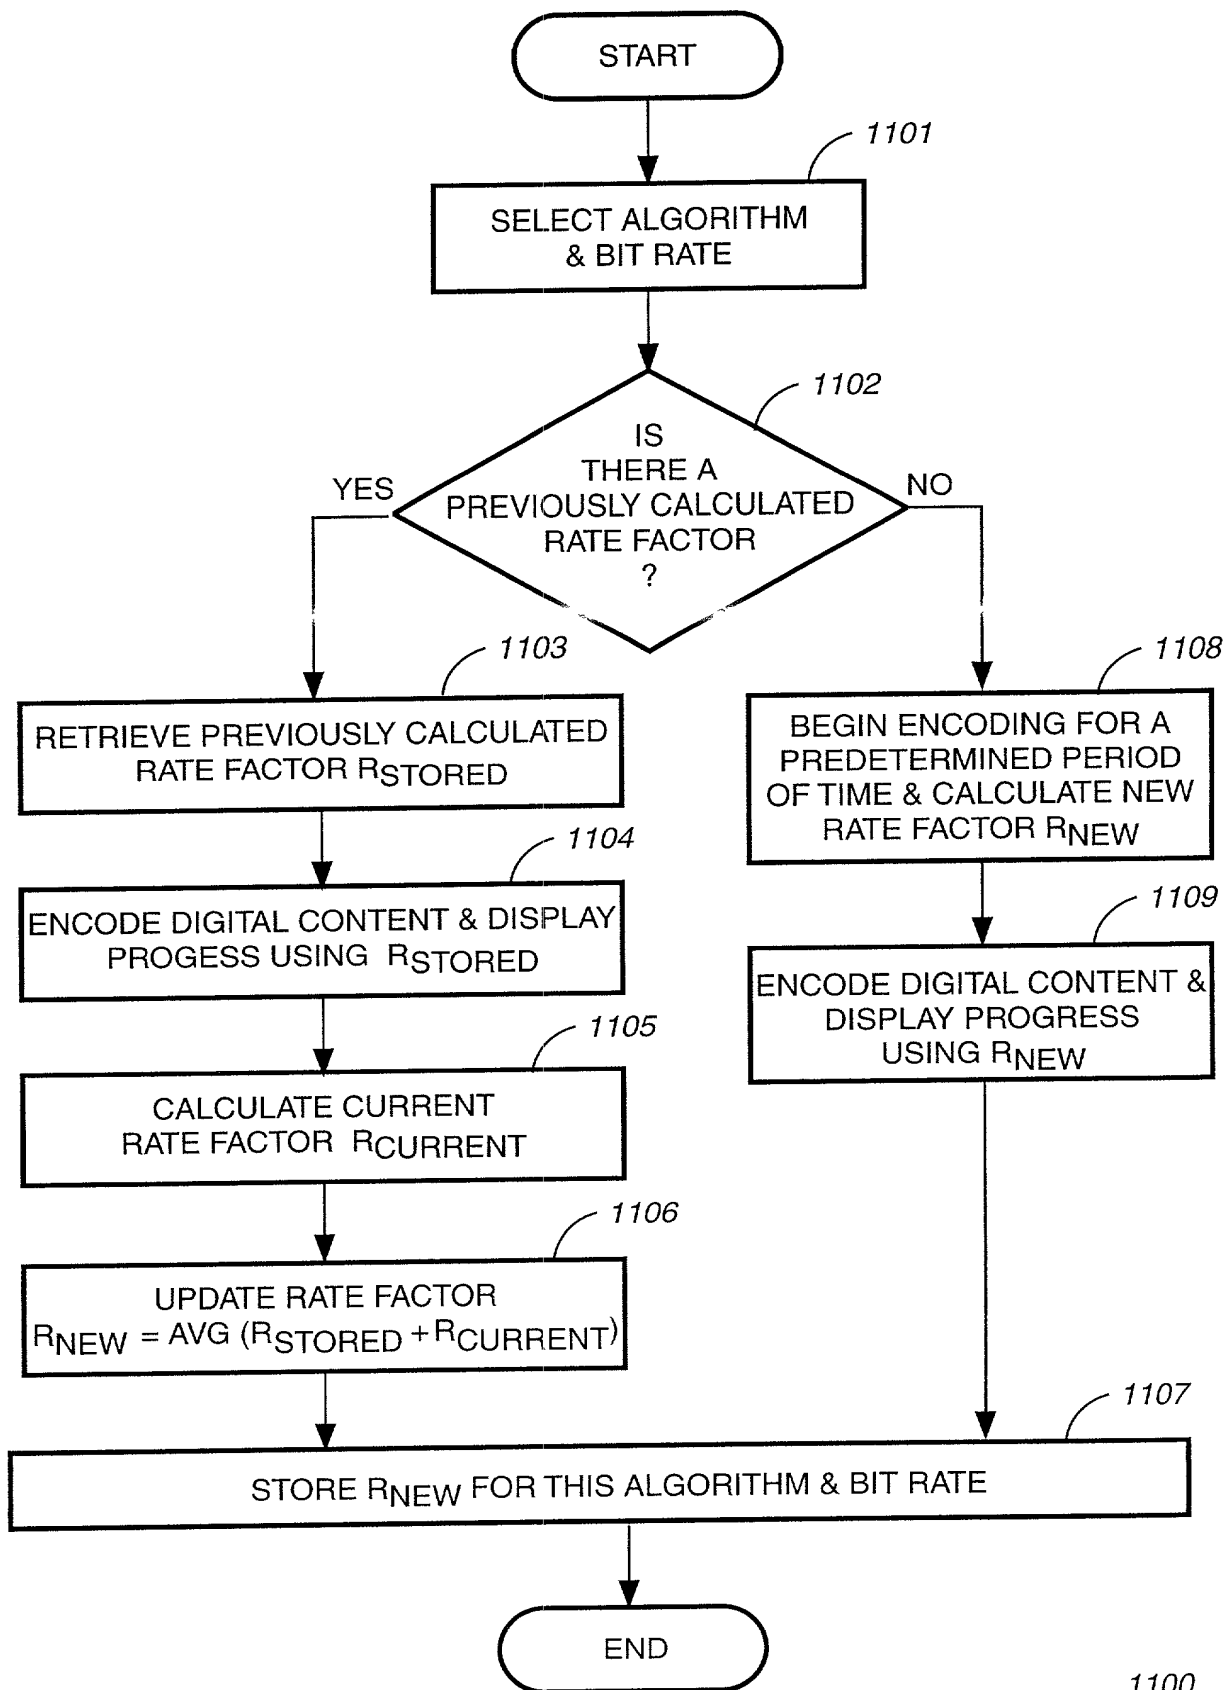 START
1101
SELECT ALGORITHM
& BIT RATE
1102
IS
THERE A
PREVIOUSLY CALCULATED
RATE FACTOR
?
YES
NO
1103
RETRIEVE PREVIOUSLY CALCULATED
RATE FACTOR RSTORED
1108
BEGIN ENCODING FOR A
PREDETERMINED PERIOD
OF TIME & CALCULATE NEW
RATE FACTOR RNEW
1104
ENCODE DIGITAL CONTENT & DISPLAY
PROGESS USING RSTORED
1109
ENCODE DIGITAL CONTENT &
DISPLAY PROGRESS
USING RNEW
1105
CALCULATE CURRENT
RATE FACTOR RCURRENT
1106
UPDATE RATE FACTOR
RNEW = AVG (RSTORED + RCURRENT)
1107
STORE RNEW FOR THIS ALGORITHM & BIT RATE
END
1100